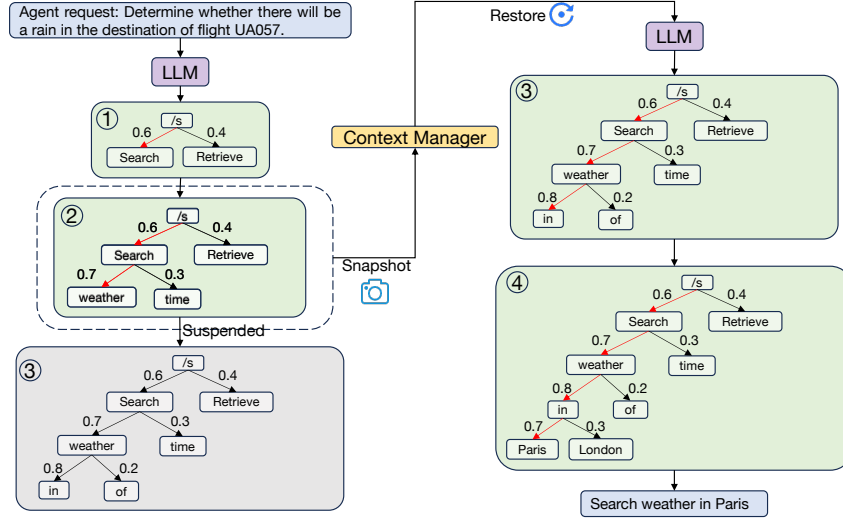 Agent request: Determine whether there will be
a rain in the destination of flight UA057.
LLM
1
/s
0.6 0.4
Search Retrieve
2
/s
0.6 0.4
Search Retrieve
0.7 0.3
weather time
Suspended
3
/s
0.6 0.4
Search Retrieve
0.7 0.3
weather time
0.8 0.2
in of
Snapshot
Context Manager
Restore
LLM
3
/s
0.6 0.4
Search Retrieve
0.7 0.3
weather time
0.8 0.2
in of
4
/s
0.6 0.4
Search Retrieve
0.7 0.3
weather time
0.8 0.2
in of
0.7 0.3
Paris London
Search weather in Paris